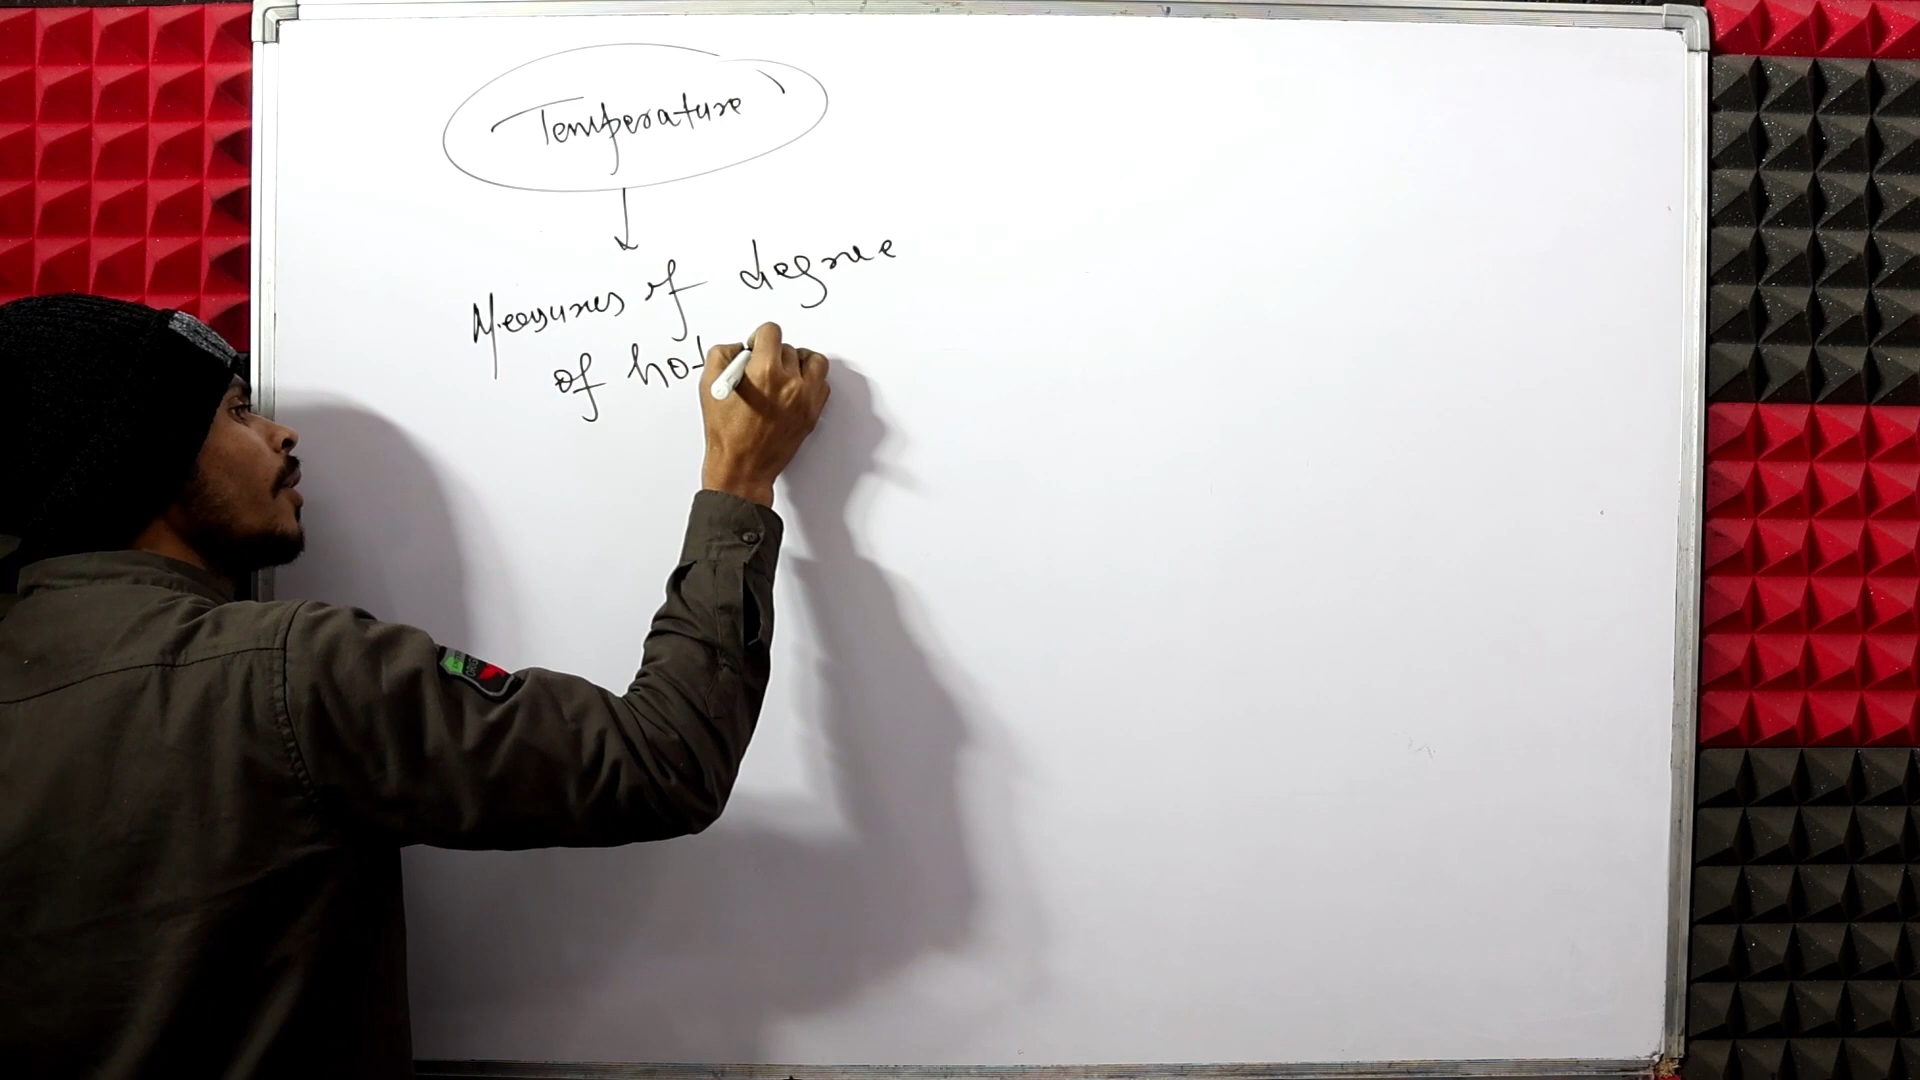 Temperature
Measures of degree
of hot